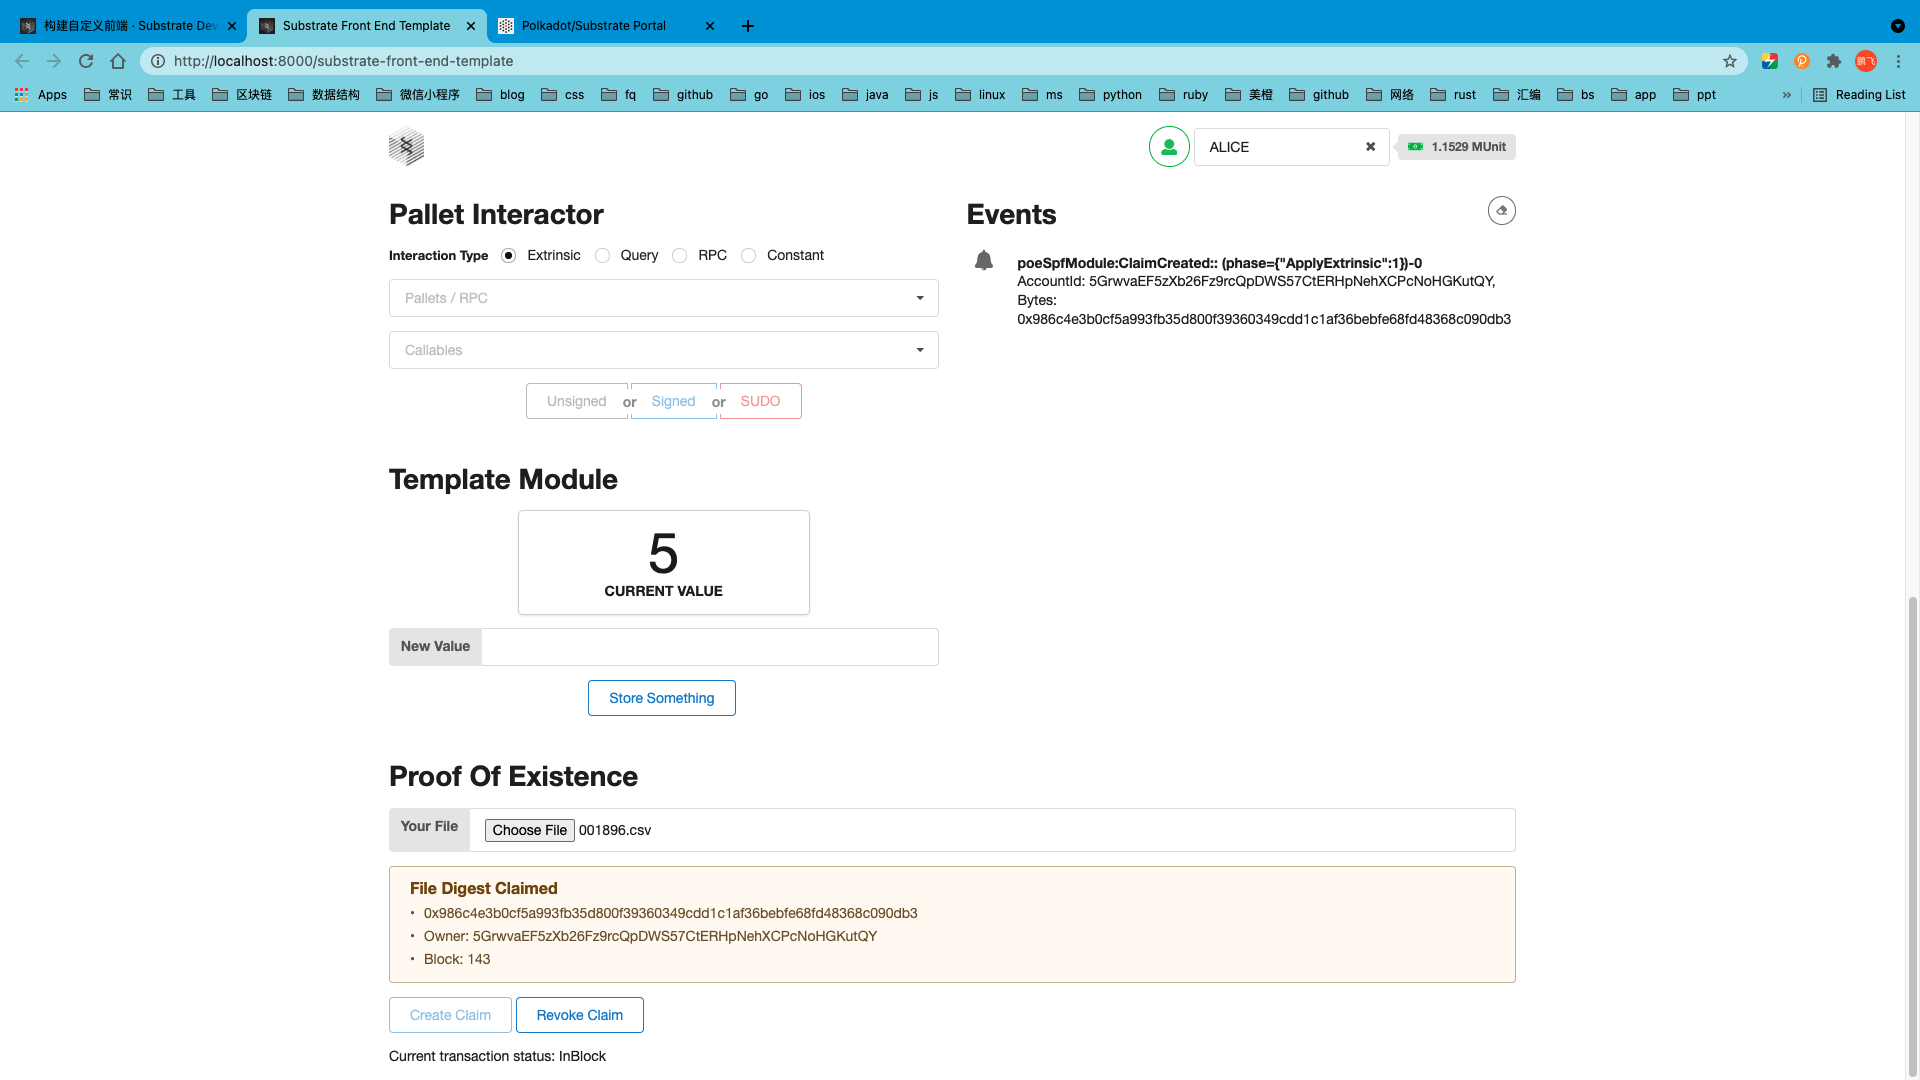 构建自定义前端 · Substrate Dev
Substrate Front End Template
Polkadot/Substrate Portal
http://localhost:8000/substrate-front-end-template
鹏飞
Apps 常识 工具 区块链 数据结构 微信小程序 blog css fq github go ios java js linux ms python ruby 美橙 github 网络 rust 汇编 bs app ppt » Reading List
ALICE
1.1529 MUnit
Pallet Interactor
Interaction Type Extrinsic Query RPC Constant
Pallets / RPC
Callables
Unsigned or Signed or SUDO
Events
poeSpfModule:ClaimCreated:: (phase={"ApplyExtrinsic":1})-0
AccountId: 5GrwvaEF5zXb26Fz9rcQpDWS57CtERHpNehXCPcNoHGKutQY,
Bytes:
0x986c4e3b0cf5a993fb35d800f39360349cdd1c1af36bebfe68fd48368c090db3
Template Module
5
CURRENT VALUE
New Value
Store Something
Proof Of Existence
Your File Choose File 001896.csv
File Digest Claimed
• 0x986c4e3b0cf5a993fb35d800f39360349cdd1c1af36bebfe68fd48368c090db3
• Owner: 5GrwvaEF5zXb26Fz9rcQpDWS57CtERHpNehXCPcNoHGKutQY
• Block: 143
Create Claim Revoke Claim
Current transaction status: InBlock